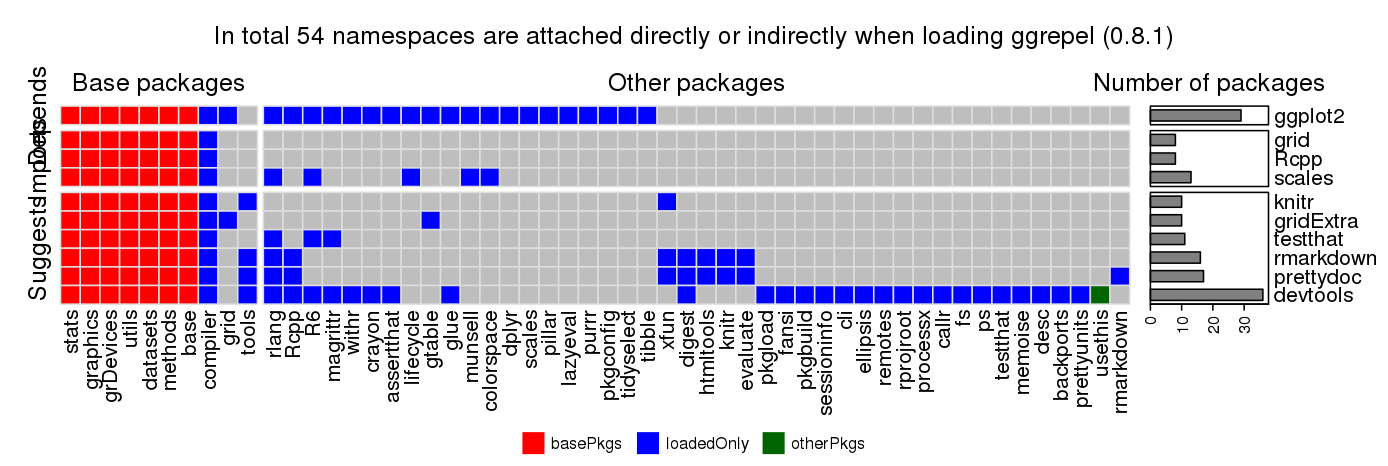 In total 54 namespaces are attached directly or indirectly when loading ggrepel (0.8.1)
Base packages
Other packages
Number of packages
Depends
Imports
Suggests
ggplot2
grid
Rcpp
scales
knitr
gridExtra
testthat
rmarkdown
prettydoc
devtools
0
10
20
30
stats
graphics
grDevices
utils
datasets
methods
base
compiler
grid
tools
rlang
Rcpp
R6
magrittr
withr
crayon
assertthat
lifecycle
gtable
glue
munsell
colorspace
dplyr
scales
pillar
lazyeval
purrr
pkgconfig
tidyselect
tibble
xfun
digest
htmltools
knitr
evaluate
pkgload
fansi
pkgbuild
sessioninfo
cli
ellipsis
remotes
rprojroot
processx
callr
fs
ps
testthat
memoise
desc
backports
prettyunits
usethis
rmarkdown
basePkgs
loadedOnly
otherPkgs